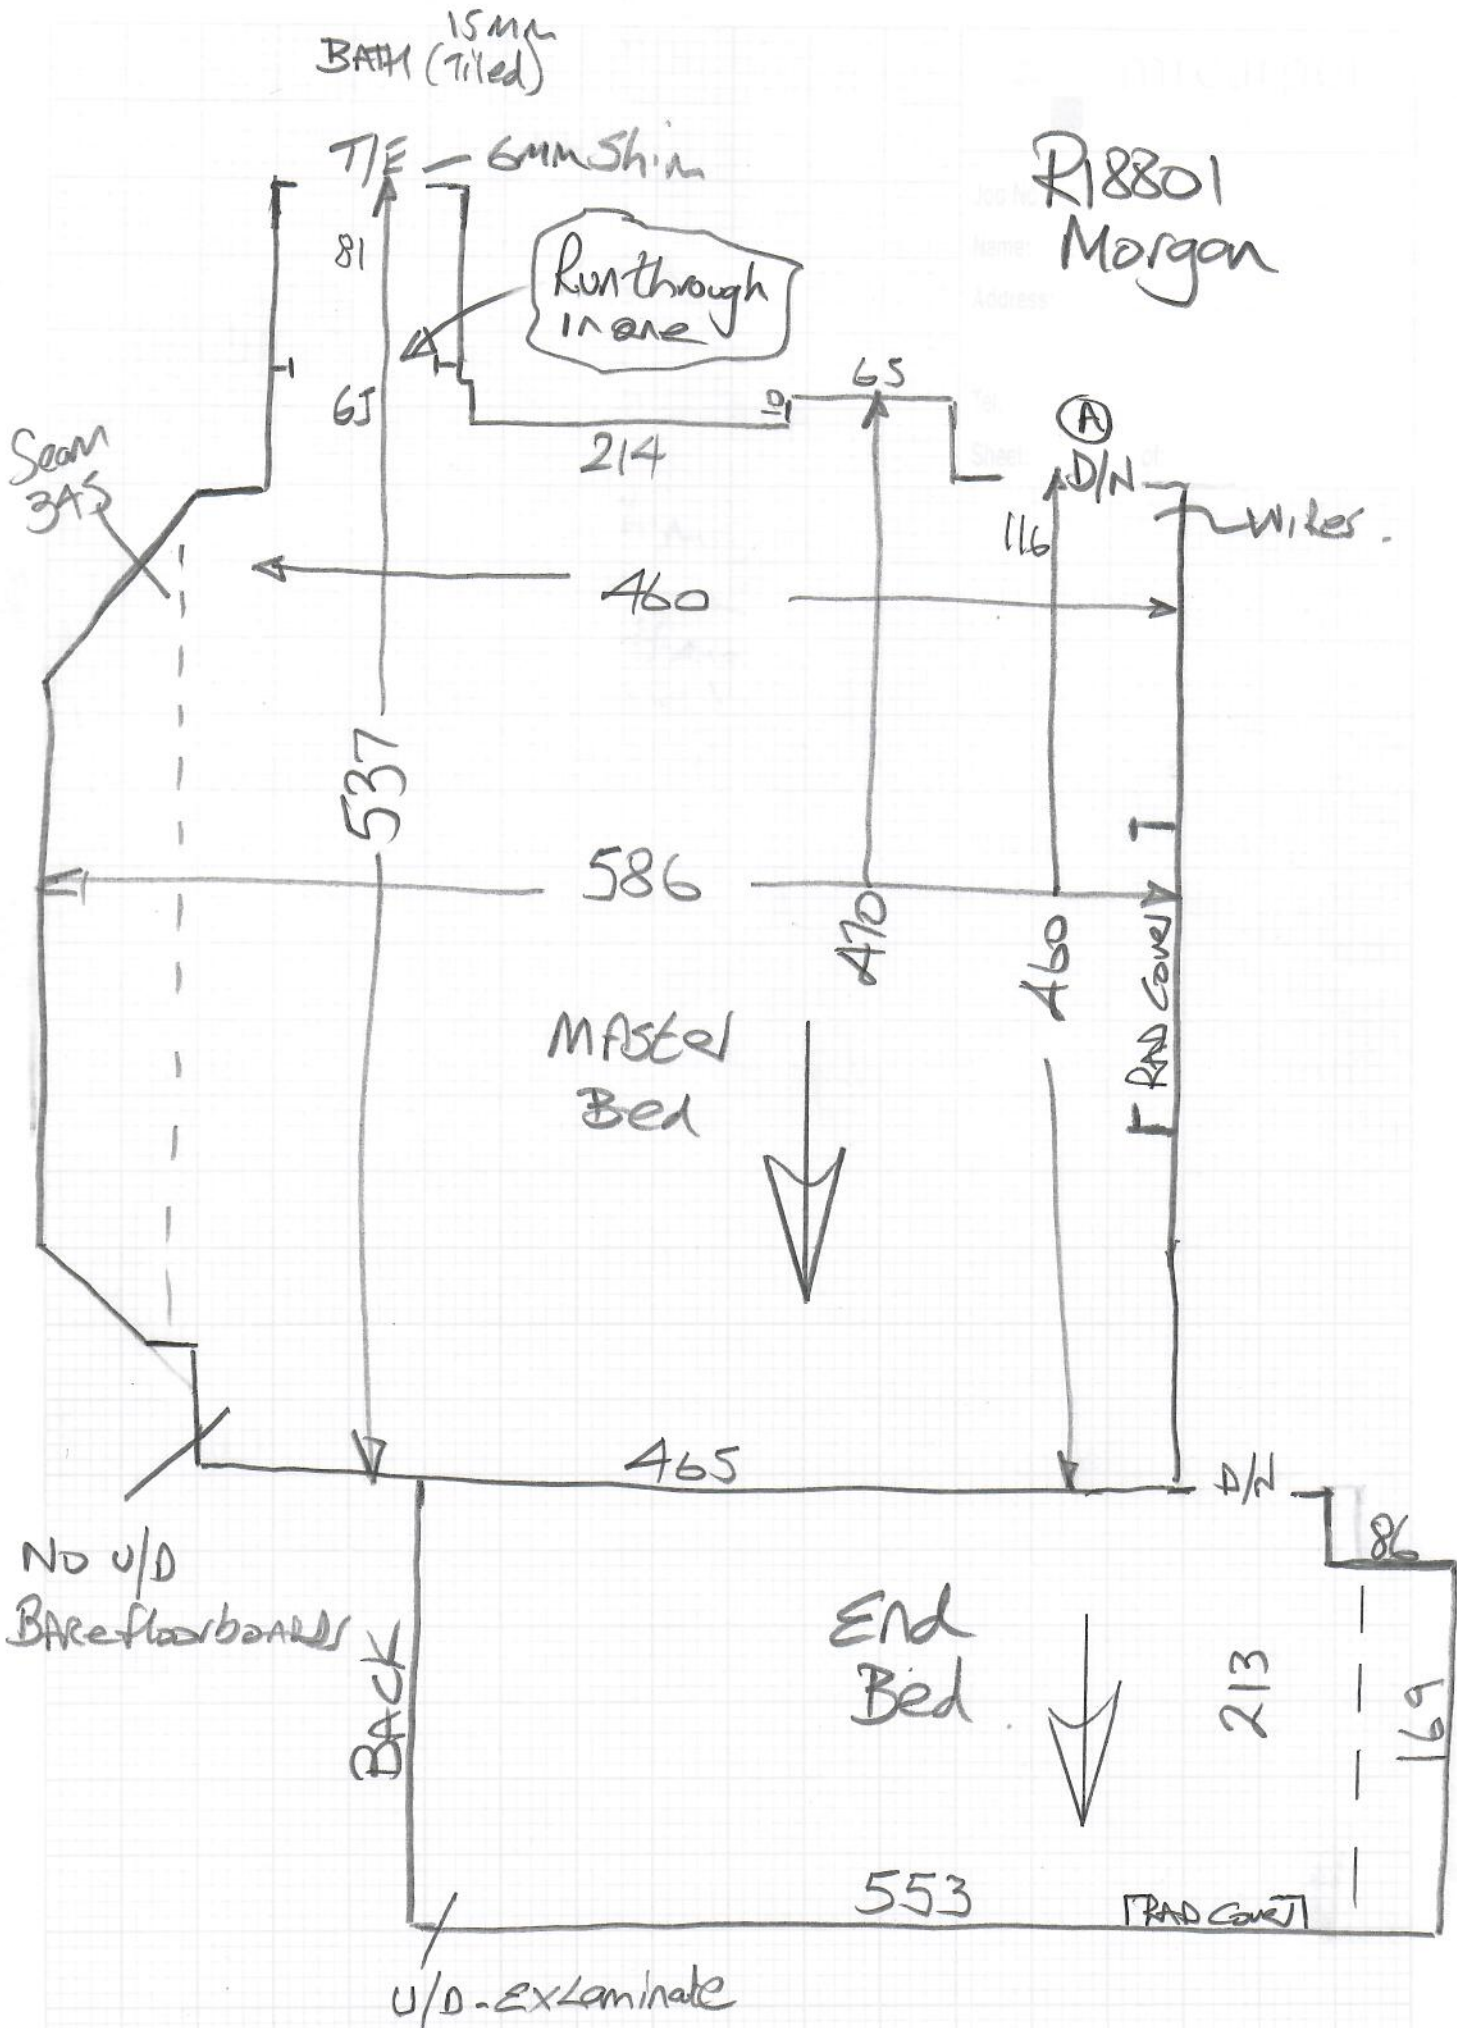 15mm
BATH (Tiled)
T/E - 6mm Shim
R18801
Morgan
81
Run through
in one
65
65
10
A
D/N
214
Seam
345
116
Wires.
460
537
586
470
460
RAD Cover
Master
Bed
465
D/N
86
NO U/D
BARe floorboARDs
BACK
End
Bed
213
169
553
RAD Cover
U/D - Ex Laminate